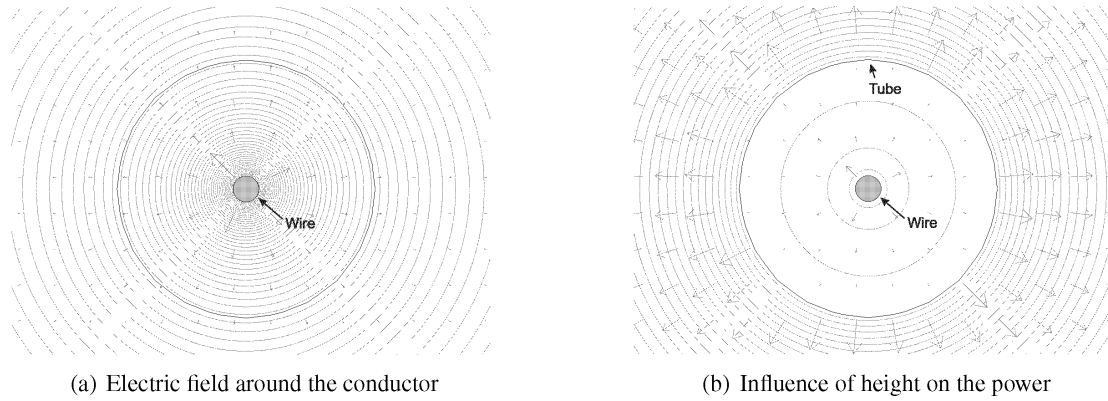 Tube
Wire
Wire
(a) Electric field around the conductor
(b) Influence of height on the power